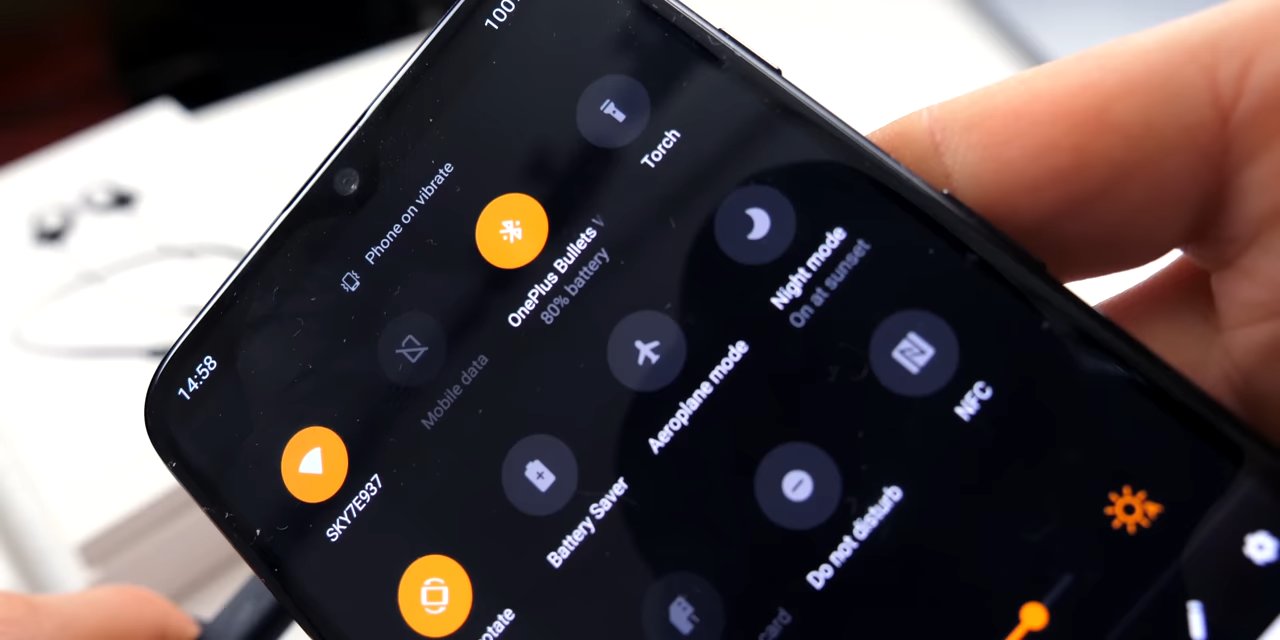 100
14:58
Phone on vibrate
SKY7E937
Mobile data
OnePlus Bullets
80% battery
Torch
Battery Saver
Aeroplane mode
Night mode
On at sunset
Do not disturb
NFC